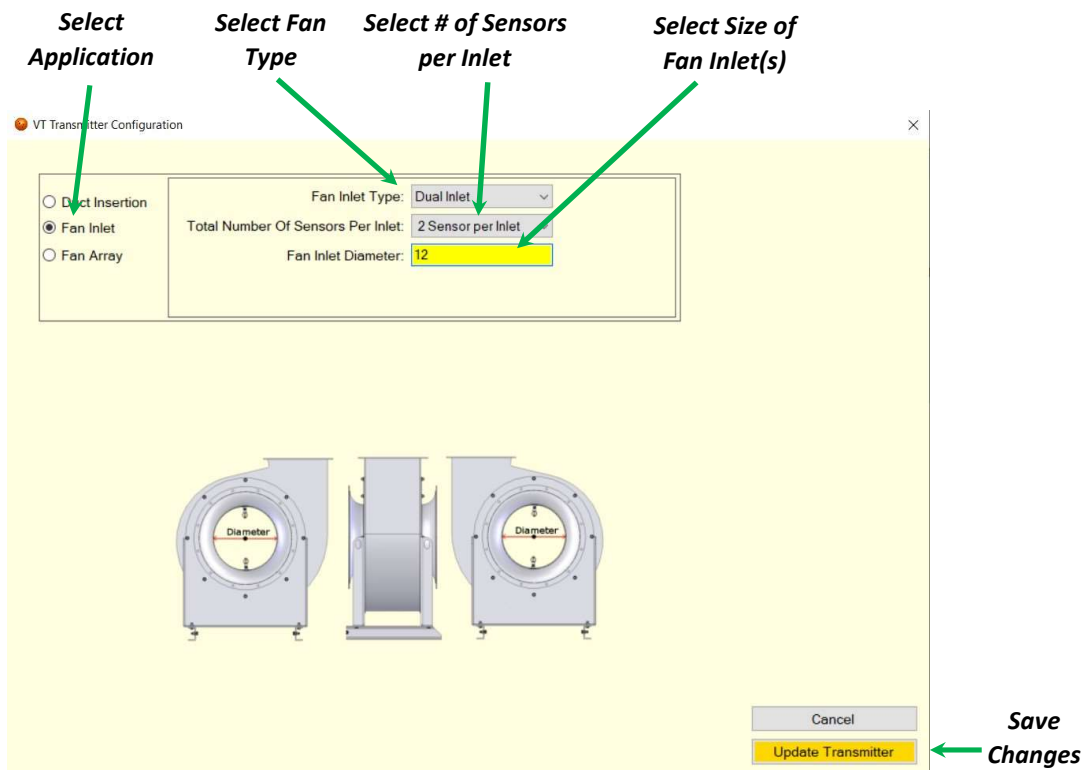 Select
Application
Select Fan
Type
Select # of Sensors
per Inlet
Select Size of
Fan Inlet(s)
VT Transmitter Configuration
Duct Insertion
Fan Inlet
Fan Array
Fan Inlet Type: Dual Inlet
Total Number Of Sensors Per Inlet: 2 Sensor per Inlet
Fan Inlet Diameter: 12
Diameter
Diameter
Cancel
Update Transmitter
Save
Changes